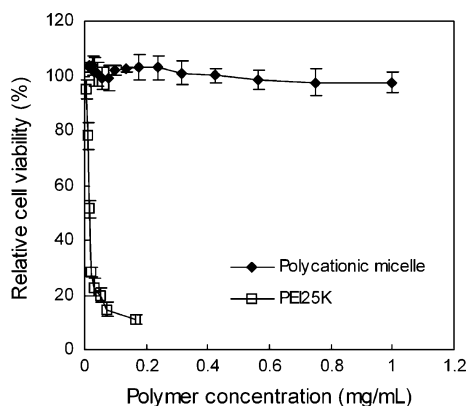 120
100
80
60
40
20
0
Relative cell viability (%)
Polycationic micelle
PEI25K
0 0.2 0.4 0.6 0.8 1 1.2
Polymer concentration (mg/mL)